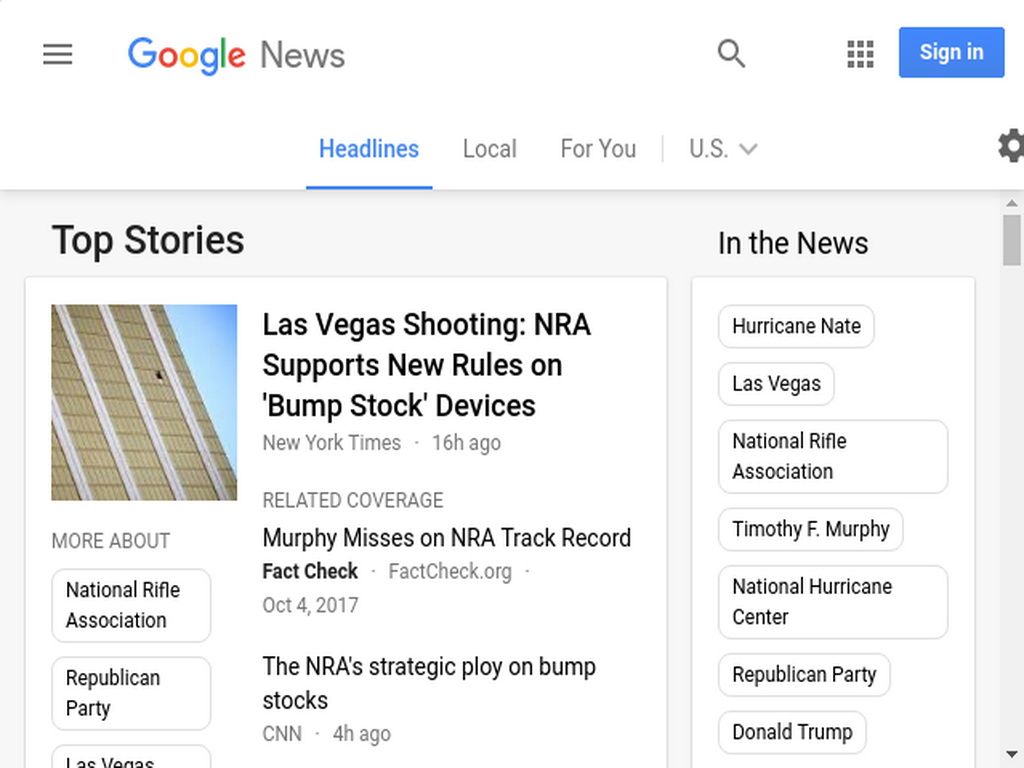 Google News
Sign in
Headlines
Local
For You
U.S.
Top Stories
Las Vegas Shooting: NRA
Supports New Rules on
'Bump Stock' Devices
New York Times · 16h ago
RELATED COVERAGE
Murphy Misses on NRA Track Record
Fact Check · FactCheck.org ·
Oct 4, 2017
The NRA's strategic ploy on bump
stocks
CNN · 4h ago
MORE ABOUT
National Rifle
Association
Republican
Party
Las Vegas
In the News
Hurricane Nate
Las Vegas
National Rifle
Association
Timothy F. Murphy
National Hurricane
Center
Republican Party
Donald Trump